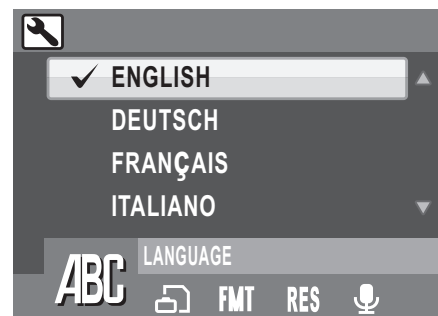 ENGLISH
DEUTSCH
FRANÇAIS
ITALIANO
LANGUAGE
ABC FMT RES